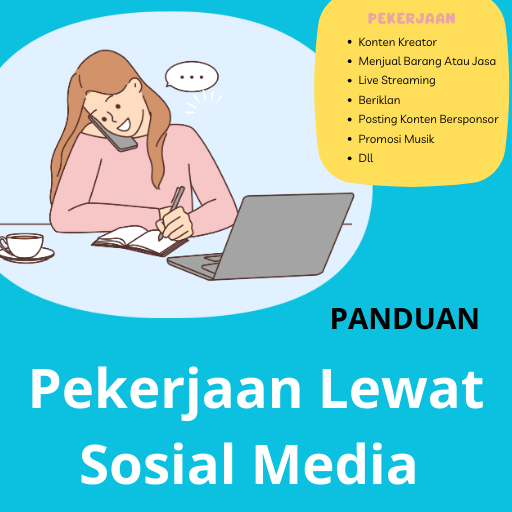 PEKERJAAN
• Konten Kreator
• Menjual Barang Atau Jasa
• Live Streaming
• Beriklan
• Posting Konten Bersponsor
• Promosi Musik
• Dll
PANDUAN
Pekerjaan Lewat
Sosial Media